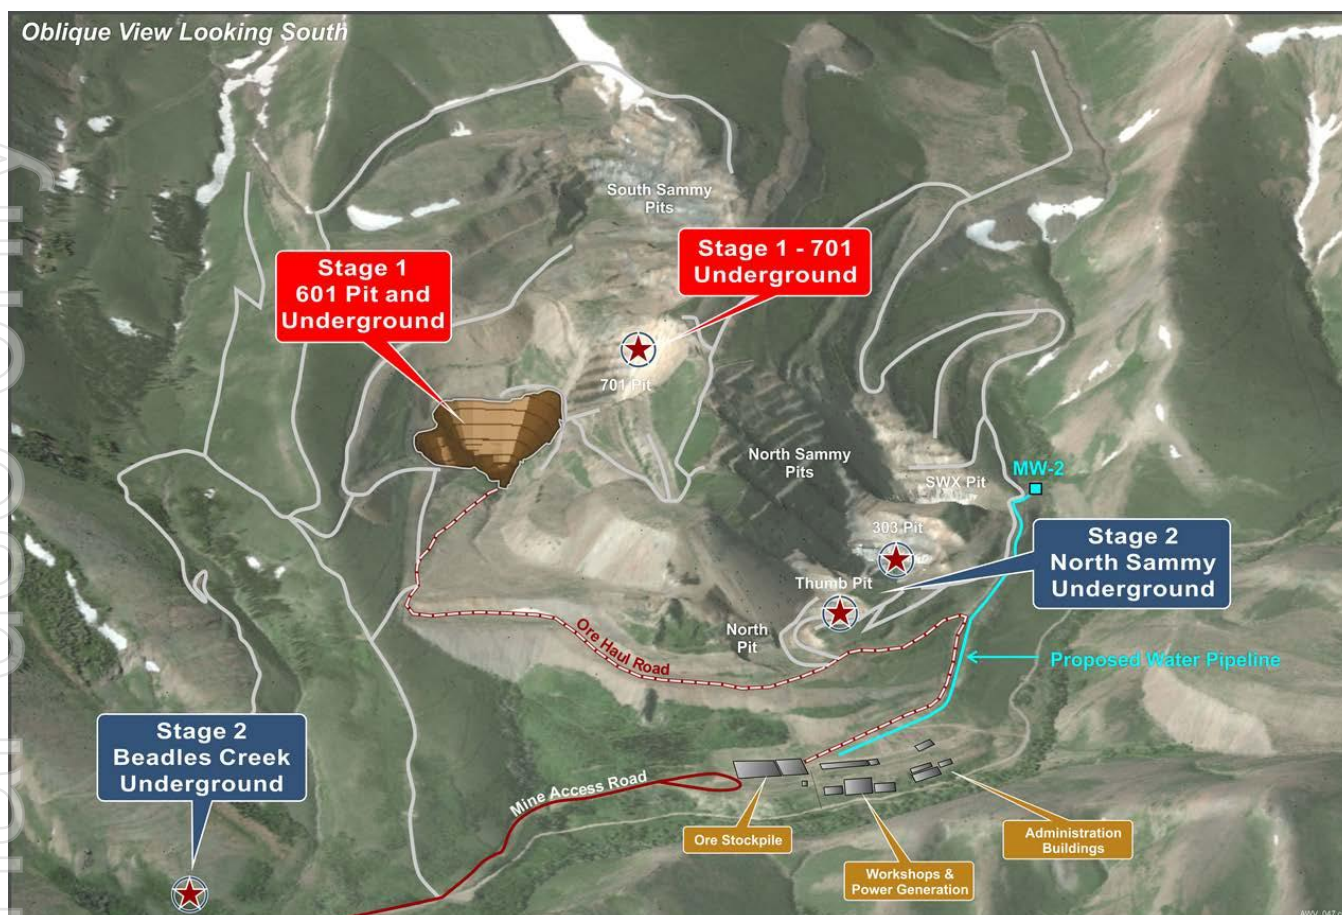 Oblique View Looking South
South Sammy
Pits
Stage 1 - 701
Underground
Stage 1
601 Pit and
Underground
701 Pit
North Sammy
Pits
SWX Pit
MW-2
303 Pit
Stage 2
North Sammy
Underground
Thumb Pit
North
Pit
Ore Haul Road
Proposed Water Pipeline
Stage 2
Beadles Creek
Underground
Mine Access Road
Ore Stockpile
Workshops &
Power Generation
Administration
Buildings